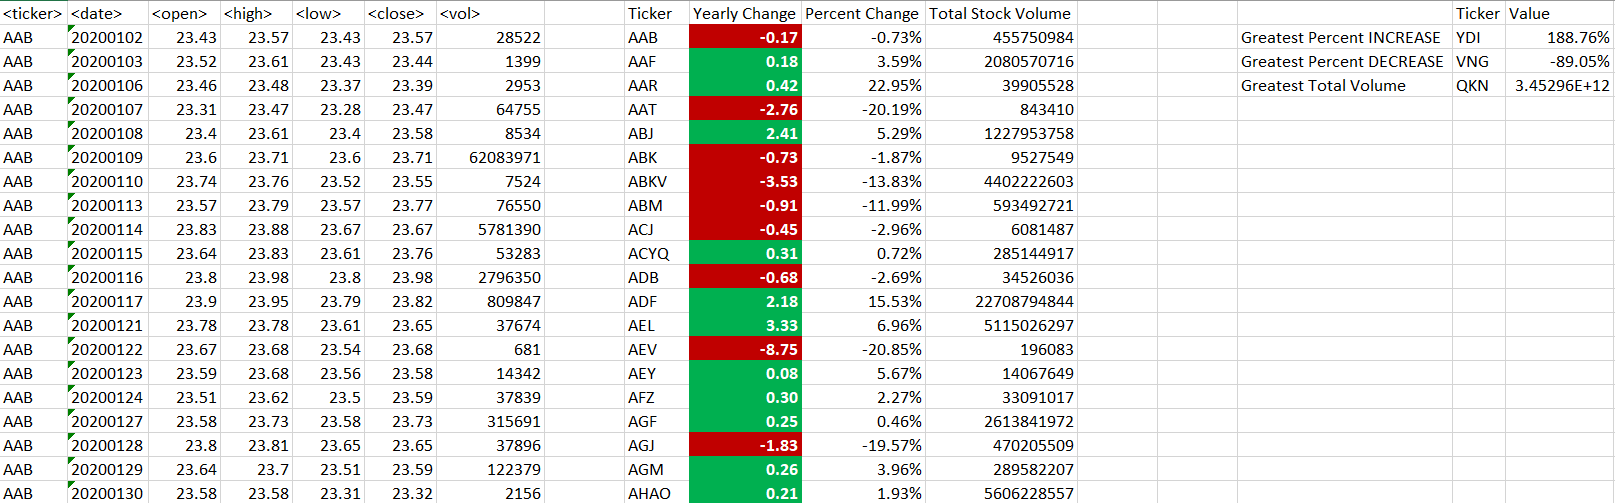 <ticker> <date> <open> <high> <low> <close> <vol> Ticker Yearly Change Percent Change Total Stock Volume Ticker Value
AAB 20200102 23.43 23.57 23.43 23.57 28522 AAB -0.17 -0.73% 455750984 Greatest Percent INCREASE YDI 188.76%
AAB 20200103 23.52 23.61 23.43 23.44 1399 AAF 0.18 3.59% 2080570716 Greatest Percent DECREASE VNG -89.05%
AAB 20200106 23.46 23.48 23.37 23.39 2953 AAR 0.42 22.95% 39905528 Greatest Total Volume QKN 3.45296E+12
AAB 20200107 23.31 23.47 23.28 23.47 64755 AAT -2.76 -20.19% 843410
AAB 20200108 23.4 23.61 23.4 23.58 8534 ABJ 2.41 5.29% 1227953758
AAB 20200109 23.6 23.71 23.6 23.71 62083971 ABK -0.73 -1.87% 9527549
AAB 20200110 23.74 23.76 23.52 23.55 7524 ABKV -3.53 -13.83% 4402222603
AAB 20200113 23.57 23.79 23.57 23.77 76550 ABM -0.91 -11.99% 593492721
AAB 20200114 23.83 23.88 23.67 23.67 5781390 ACJ -0.45 -2.96% 6081487
AAB 20200115 23.64 23.83 23.61 23.76 53283 ACYQ 0.31 0.72% 285144917
AAB 20200116 23.8 23.98 23.8 23.98 2796350 ADB -0.68 -2.69% 34526036
AAB 20200117 23.9 23.95 23.79 23.82 809847 ADF 2.18 15.53% 22708794844
AAB 20200121 23.78 23.78 23.61 23.65 37674 AEL 3.33 6.96% 5115026297
AAB 20200122 23.67 23.68 23.54 23.68 681 AEV -8.75 -20.85% 196083
AAB 20200123 23.59 23.68 23.56 23.58 14342 AEY 0.08 5.67% 14067649
AAB 20200124 23.51 23.62 23.5 23.59 37839 AFZ 0.30 2.27% 33091017
AAB 20200127 23.58 23.73 23.58 23.73 315691 AGF 0.25 0.46% 2613841972
AAB 20200128 23.8 23.81 23.65 23.65 37896 AGJ -1.83 -19.57% 470205509
AAB 20200129 23.64 23.7 23.51 23.59 122379 AGM 0.26 3.96% 289582207
AAB 20200130 23.58 23.58 23.31 23.32 2156 AHAO 0.21 1.93% 5606228557